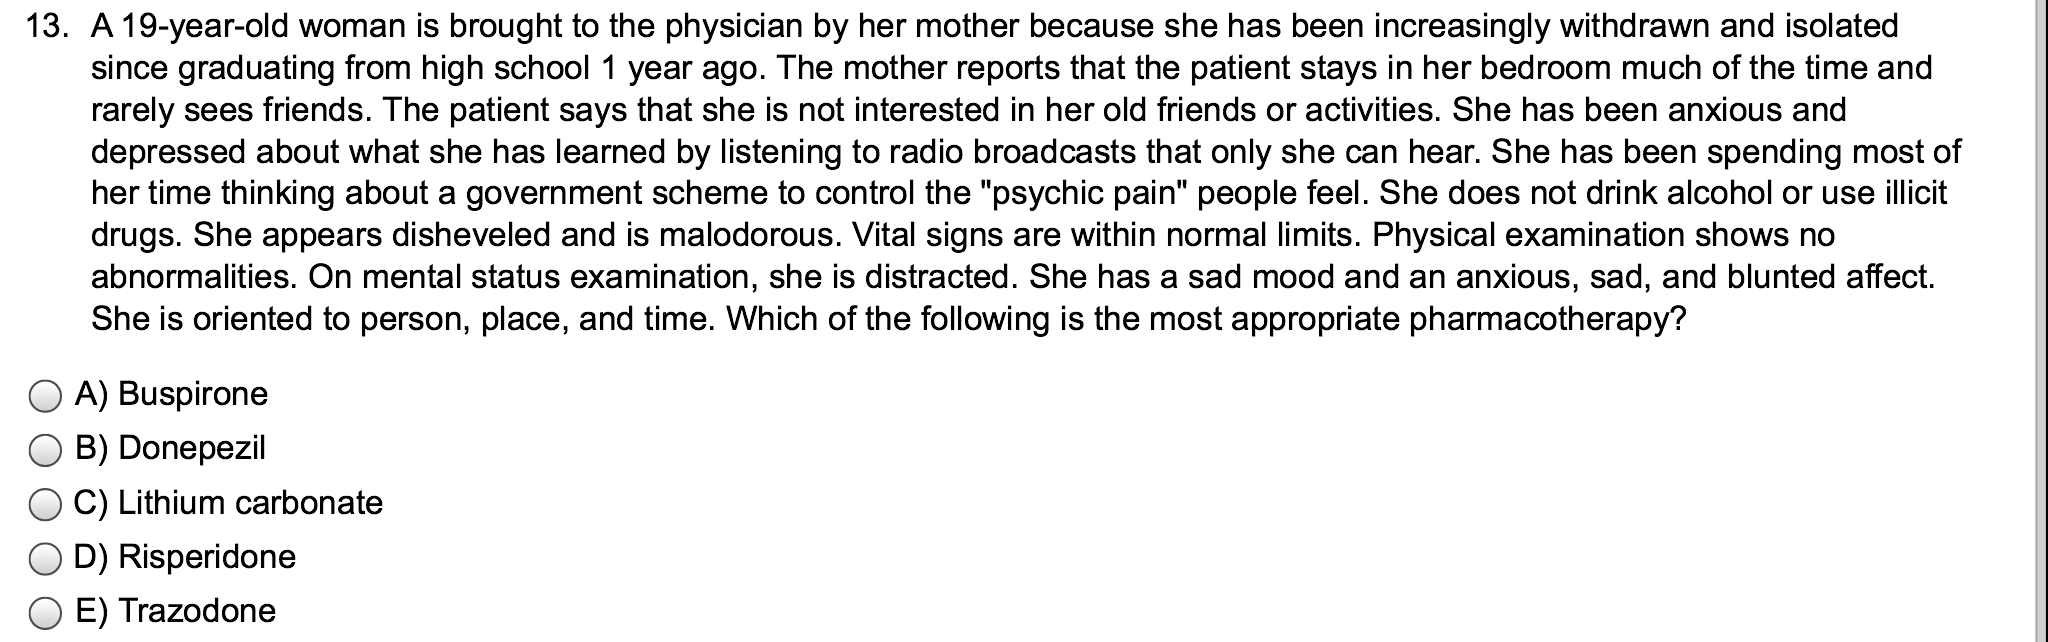 13. A 19-year-old woman is brought to the physician by her mother because she has been increasingly withdrawn and isolated
since graduating from high school 1 year ago. The mother reports that the patient stays in her bedroom much of the time and
rarely sees friends. The patient says that she is not interested in her old friends or activities. She has been anxious and
depressed about what she has learned by listening to radio broadcasts that only she can hear. She has been spending most of
her time thinking about a government scheme to control the "psychic pain" people feel. She does not drink alcohol or use illicit
drugs. She appears disheveled and is malodorous. Vital signs are within normal limits. Physical examination shows no
abnormalities. On mental status examination, she is distracted. She has a sad mood and an anxious, sad, and blunted affect.
She is oriented to person, place, and time. Which of the following is the most appropriate pharmacotherapy?
A) Buspirone
B) Donepezil
C) Lithium carbonate
D) Risperidone
E) Trazodone